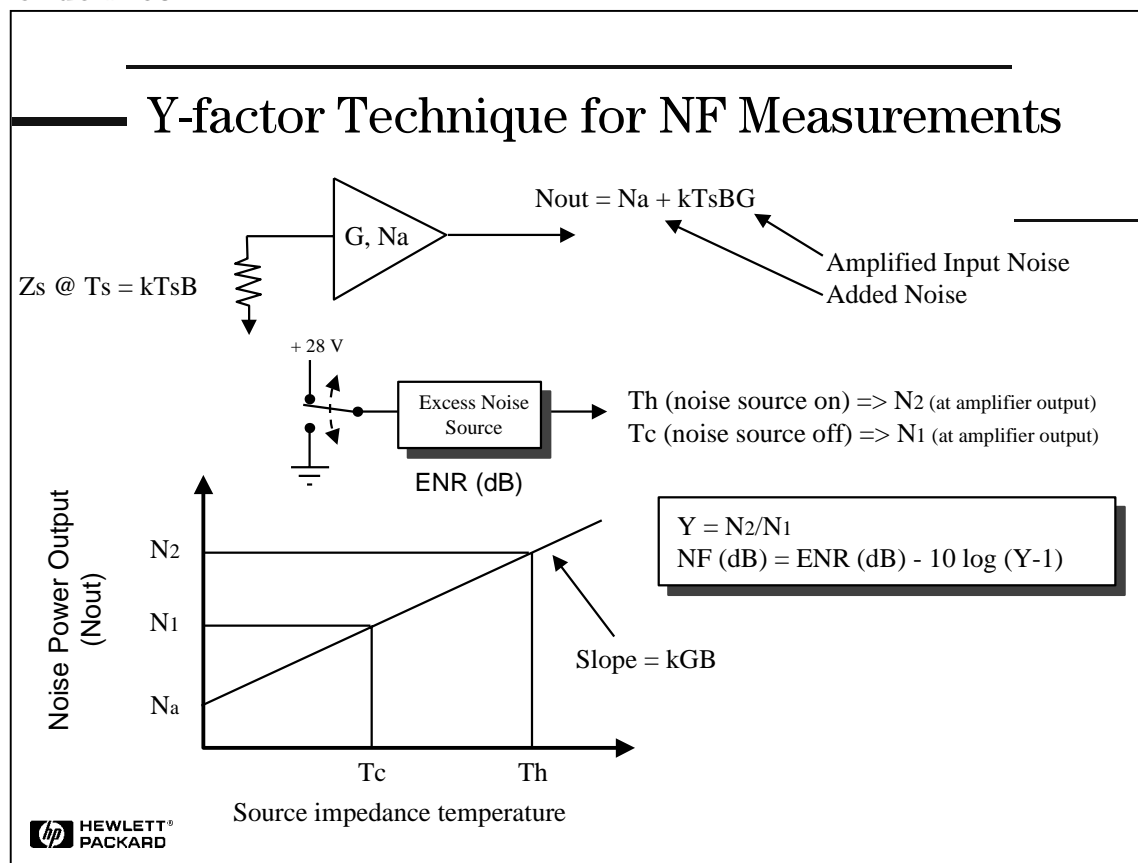 Y-factor Technique for NF Measurements
Nout = Na + kTsBG
G, Na
Amplified Input Noise
Zs @ Ts = kTsB
Added Noise
+ 28 V
Excess Noise
Source
Th (noise source on) => N2 (at amplifier output)
Tc (noise source off) => N1 (at amplifier output)
ENR (dB)
Y = N2/N1
NF (dB) = ENR (dB) - 10 log (Y-1)
Noise Power Output
(Nout)
N2
N1
Na
Slope = kGB
Tc
Th
Source impedance temperature
hp HEWLETT®
PACKARD